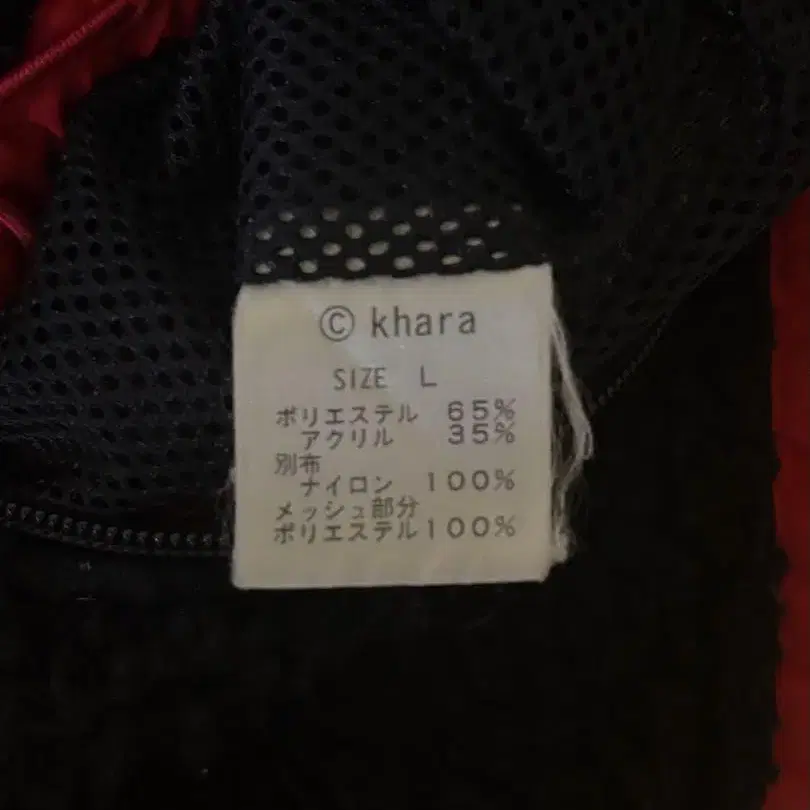 © khara
SIZE L
ポリエステル 65%
アクリル 35%
別布
ナイロン 100%
メッシュ部分
ポリエステル100%